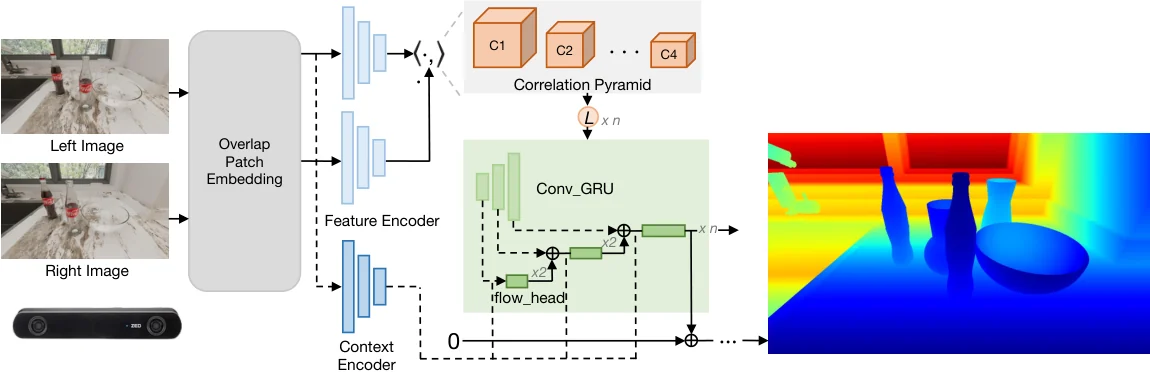 Left Image
Right Image
ZED
Overlap
Patch
Embedding
Feature Encoder
Context
Encoder
⟨·,·⟩
C1
C2
· · ·
C4
Correlation Pyramid
L x n
Conv_GRU
x2
x2
flow_head
x n
0
...